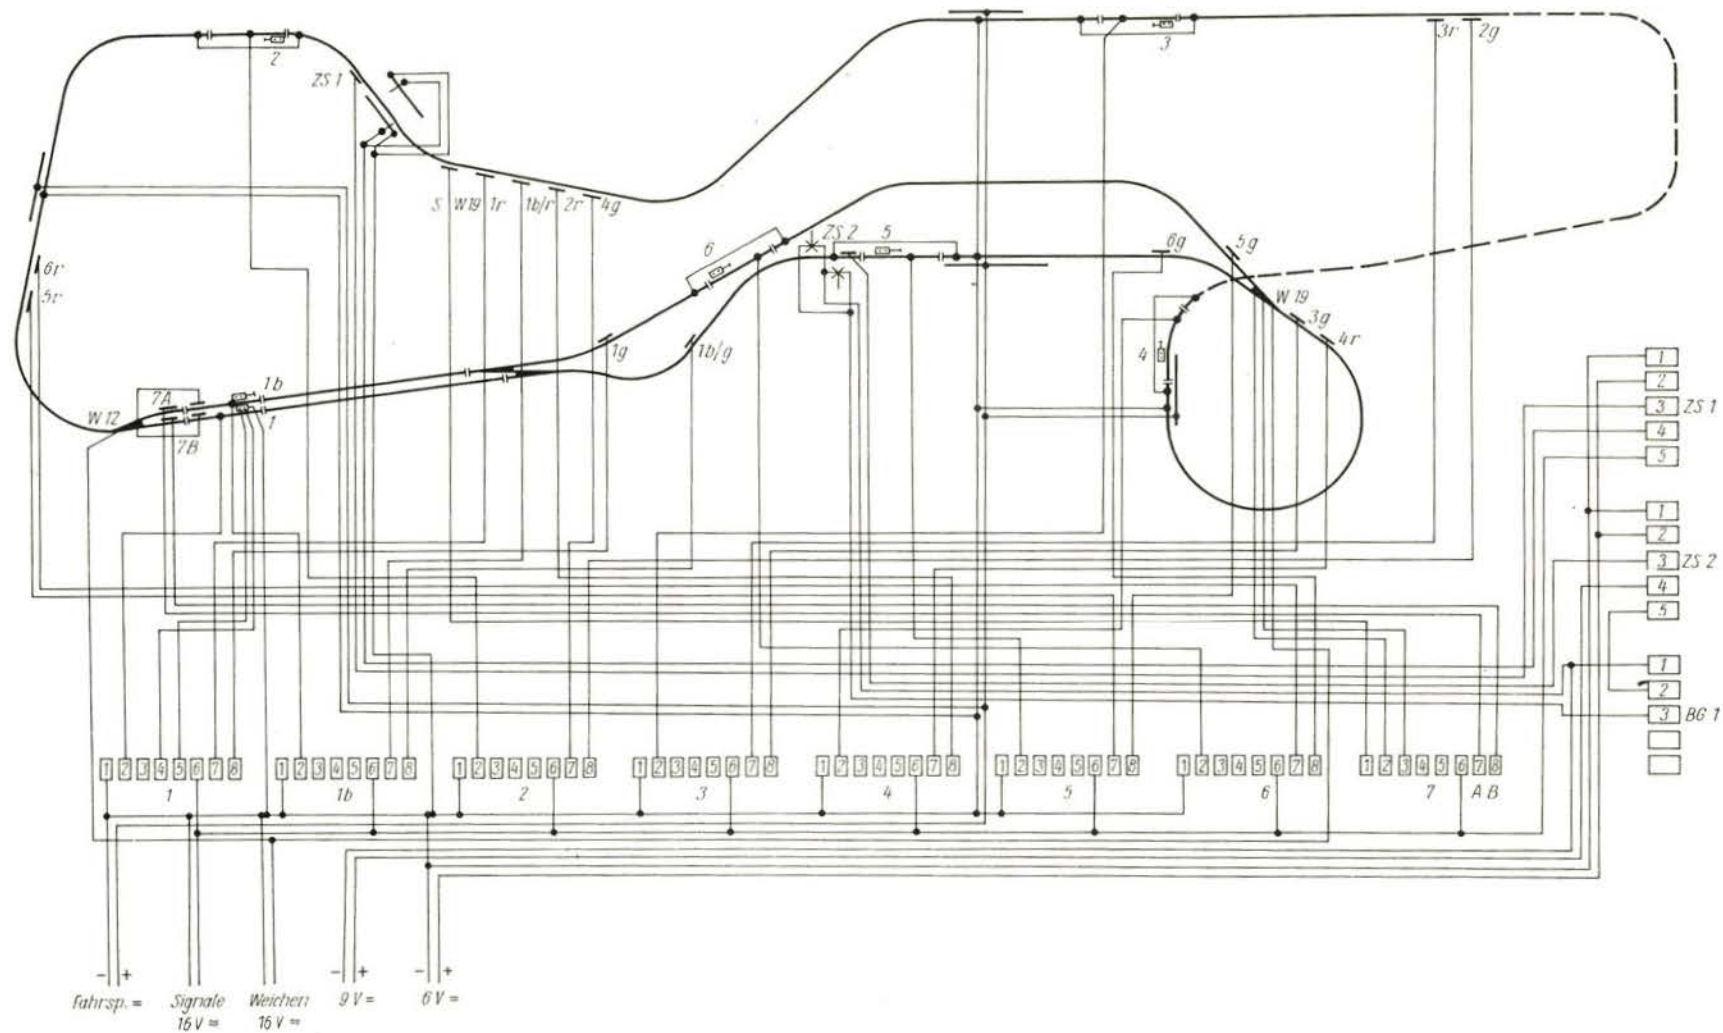 2
ZS 1
3
3r 2g
S W19 1r 1b/r 2r 4g
6
ZS 2
5
6g
5g
W 19
3g
4r
6r
5r
1g
1b/g
4
W 12
7A
1b
1
7B
1
2
3 ZS 1
4
5
1
2
3 ZS 2
4
5
1
2
3 BG 1
1 2 3 4 5 6 7 8
1
1 2 3 4 5 6 7 8
1b
1 2 3 4 5 6 7 8
2
1 2 3 4 5 6 7 8
3
1 2 3 4 5 6 7 8
4
1 2 3 4 5 6 7 8
5
1 2 3 4 5 6 7 8
6
1 2 3 4 5 6 7 8
7 A B
- +
Fahrsp. =
Signale
16 V =
Weichen
16 V =
- +
9 V =
- +
6 V =